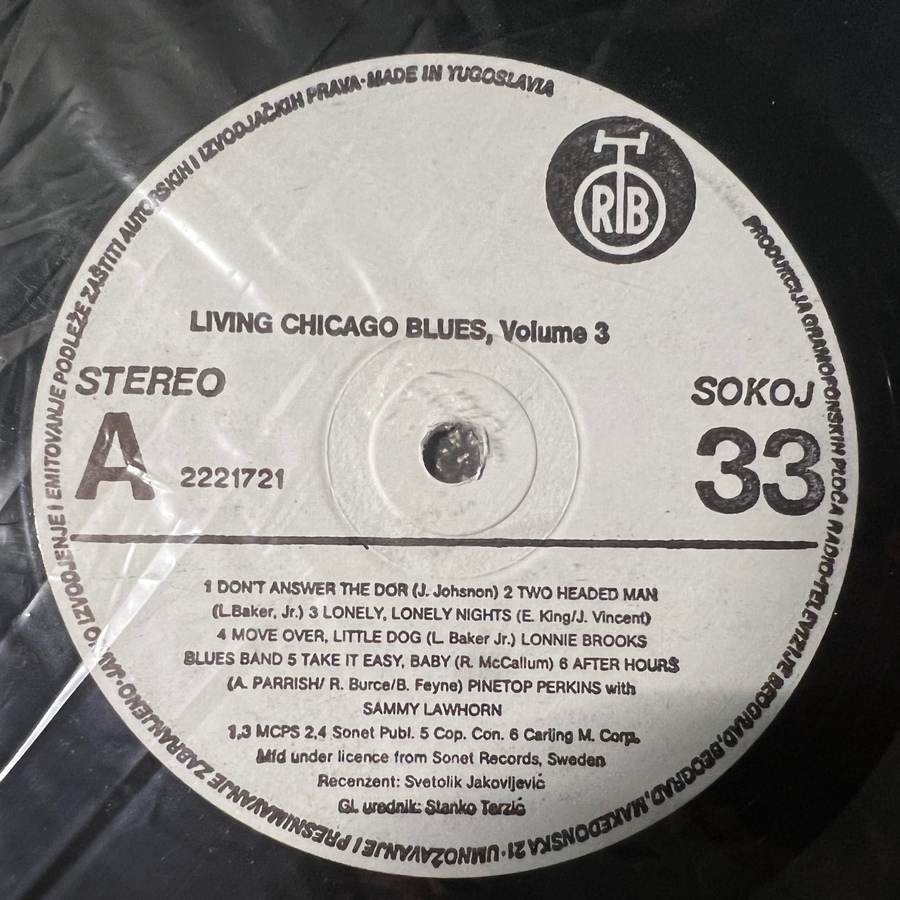 PRODUKCIJA GRAMOFONSKIH PLOČA RADIO-TELEVIZIJE BEOGRAD, BEOGRAD, MAKEDONSKA 21 · UMNOŽAVANJE I PRESNIMAVANJE ZABRANJENO · JAVNO IZVODJENJE I EMITOVANJE PODLEŽE ZAŠTITI AUTORSKIH I IZVODJAČKIH PRAVA · MADE IN YUGOSLAVIA
RTB
LIVING CHICAGO BLUES, Volume 3
STEREO
SOKOJ
A 2221721
33
1 DON'T ANSWER THE DOR (J. Johsnon) 2 TWO HEADED MAN
(L.Baker, Jr.) 3 LONELY, LONELY NIGHTS (E. King/J. Vincent)
4 MOVE OVER, LITTLE DOG (L. Baker Jr.) LONNIE BROOKS
BLUES BAND 5 TAKE IT EASY, BABY (R. McCallum) 6 AFTER HOURS
(A. PARRISH/ R. Burce/B. Feyne) PINETOP PERKINS with
SAMMY LAWHORN
1,3 MCPS 2,4 Sonet Publ. 5 Cop. Con. 6 Carling M. Corp.
Mfd under licence from Sonet Records, Sweden
Recenzent: Svetolik Jakovljević
Gl. urednik: Stanko Terzić